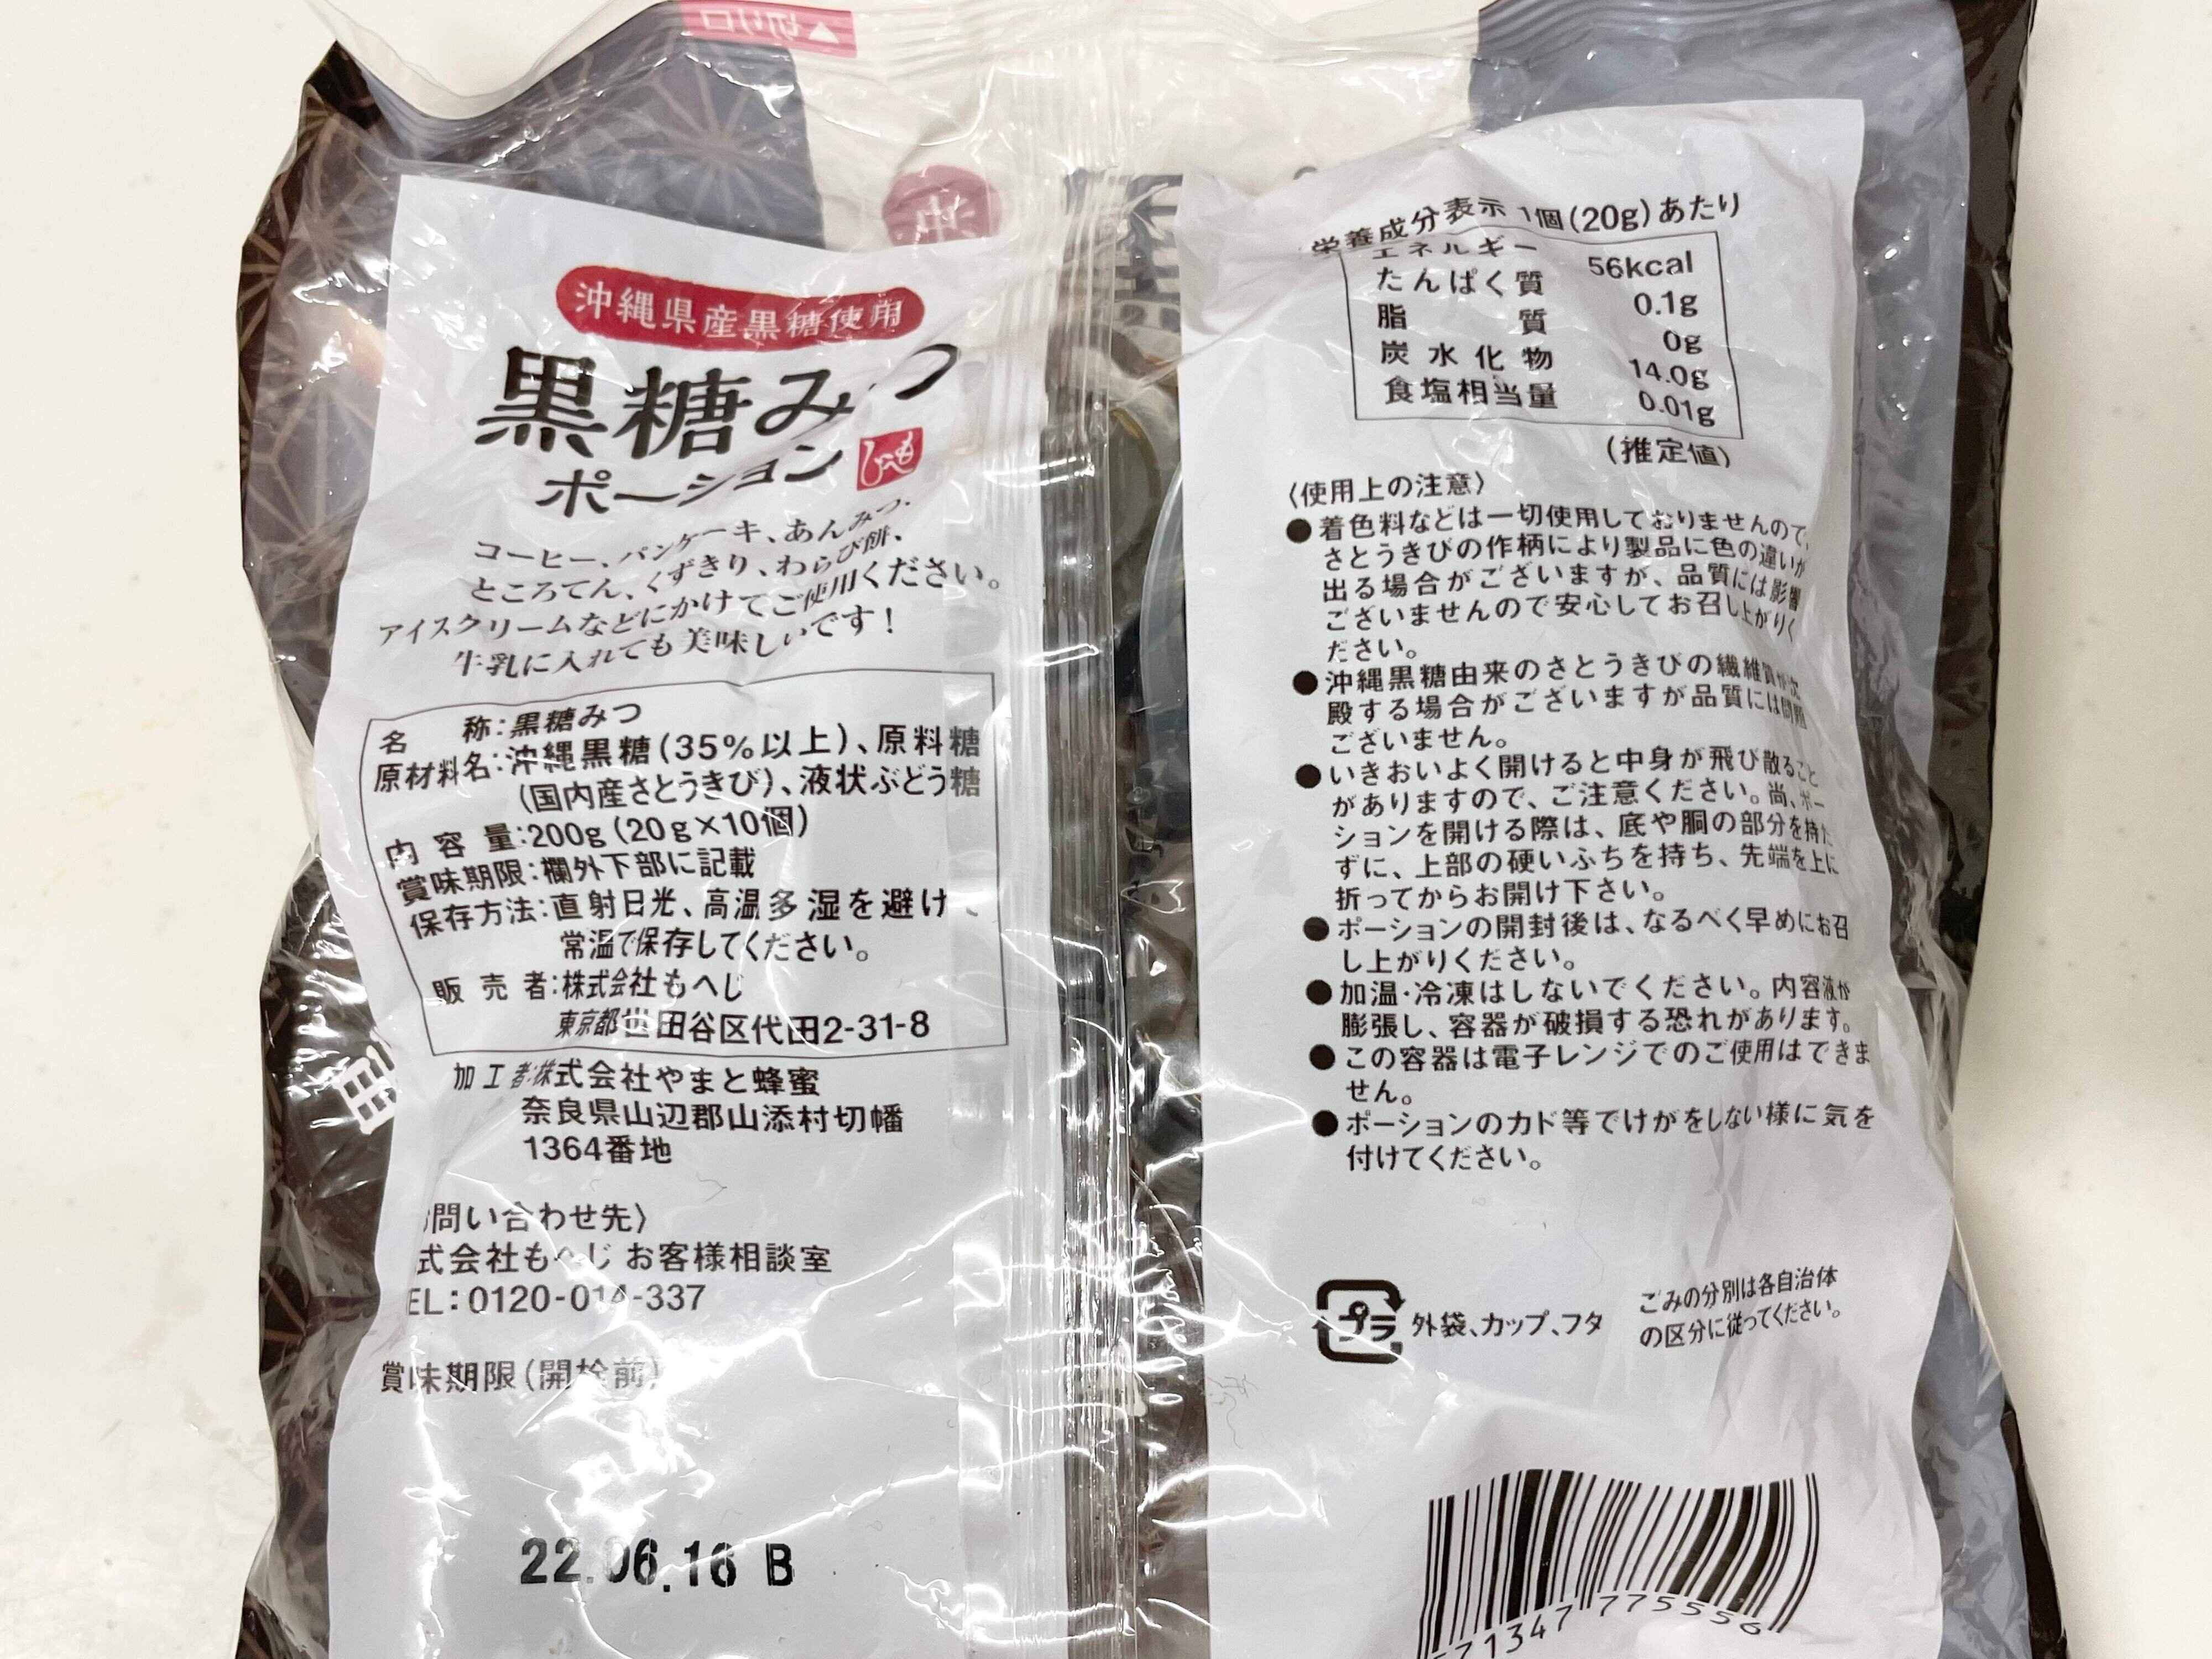 切り口
沖
沖縄県産黒糖使用
黒糖みつ
ポーション
もへじ
コーヒー、パンケーキ、あんみつ、
ところてん、くずきり、わらび餅、
アイスクリームなどにかけてご使用ください。
牛乳に入れても美味しいです!
名 称:黒糖みつ
原材料名:沖縄黒糖(35%以上)、原料糖
(国内産さとうきび)、液状ぶどう糖
内容量:200g(20g×10個)
賞味期限:欄外下部に記載
保存方法:直射日光、高温多湿を避け
常温で保存してください。
販売者:株式会社もへじ
東京都世田谷区代田2-31-8
加工者:株式会社やまと蜂蜜
奈良県山辺郡山添村切幡
1364番地
問い合わせ先〉
式会社もへじ お客様相談室
EL:0120-014-337
賞味期限(開栓前)
22.06.16 B
栄養成分表示 1個(20g)あたり
エネルギー 56kcal
たんぱく質 0.1g
脂質 0g
炭水化物 14.0g
食塩相当量 0.01g
(推定値)
〈使用上の注意〉
●着色料などは一切使用しておりませんので、
さとうきびの作柄により製品に色の違いが
出る場合がございますが、品質には影響
ございませんので安心してお召し上がりく
ださい。
●沖縄黒糖由来のさとうきびの繊維質が沈
殿する場合がございますが品質には問題
ございません。
●いきおいよく開けると中身が飛び散ること
がありますので、ご注意ください。尚、ポー
ションを開ける際は、底や胴の部分を持た
ずに、上部の硬いふちを持ち、先端を上に
折ってからお開け下さい。
●ポーションの開封後は、なるべく早めにお召
し上がりください。
●加温・冷凍はしないでください。内容液が
膨張し、容器が破損する恐れがあります。
●この容器は電子レンジでのご使用はできま
せん。
●ポーションのカド等でけがをしない様に気を
付けてください。
プラ
外袋、カップ、フタ
ごみの分別は各自治体
の区分に従ってください。
71347 775556